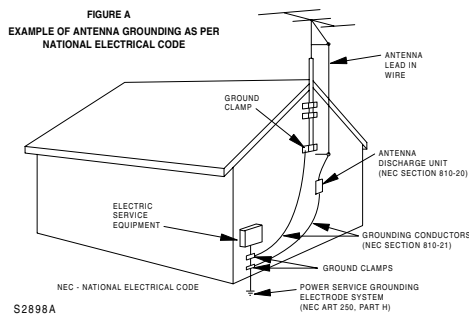 FIGURE A
EXAMPLE OF ANTENNA GROUNDING AS PER
NATIONAL ELECTRICAL CODE
ANTENNA
LEAD IN
WIRE
GROUND
CLAMP
ANTENNA
DISCHARGE UNIT
(NEC SECTION 810-20)
ELECTRIC
SERVICE
EQUIPMENT
GROUNDING CONDUCTORS
(NEC SECTION 810-21)
GROUND CLAMPS
NEC - NATIONAL ELECTRICAL CODE
POWER SERVICE GROUNDING
ELECTRODE SYSTEM
(NEC ART 250, PART H)
S2898A